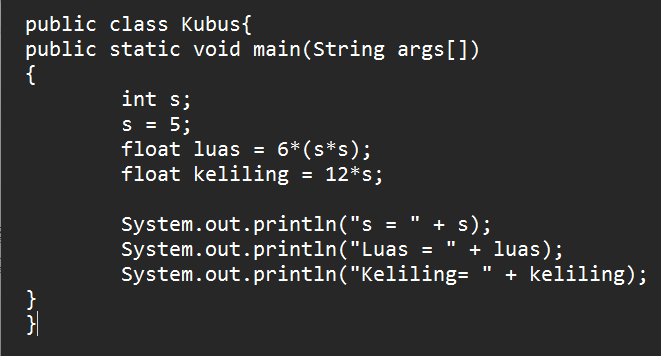 public class Kubus{
public static void main(String args[])
{
        int s;
        s = 5;
        float luas = 6*(s*s);
        float keliling = 12*s;

        System.out.println("s = " + s);
        System.out.println("Luas = " + luas);
        System.out.println("Keliling= " + keliling);
}
}